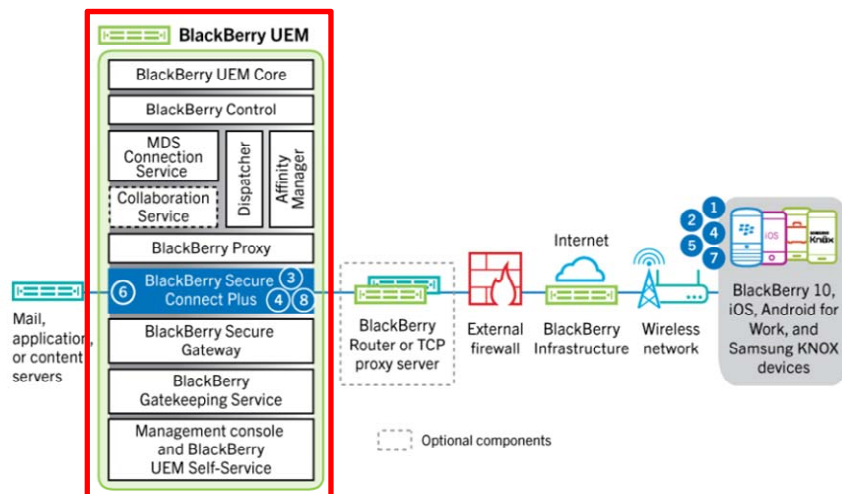 BlackBerry UEM
BlackBerry UEM Core
BlackBerry Control
MDS
Connection
Service
Collaboration
Service
Dispatcher
Affinity
Manager
BlackBerry Proxy
6
BlackBerry Secure
Connect Plus
3
4
8
BlackBerry Secure
Gateway
BlackBerry
Gatekeeping Service
Management console
and BlackBerry
UEM Self-Service
Mail,
application,
or content
servers
BlackBerry
Router or TCP
proxy server
External
firewall
Internet
BlackBerry
Infrastructure
Wireless
network
1
2
4
5
7
iOS
SAMSUNG
Knox
BlackBerry 10,
iOS, Android for
Work, and
Samsung KNOX
devices
Optional components